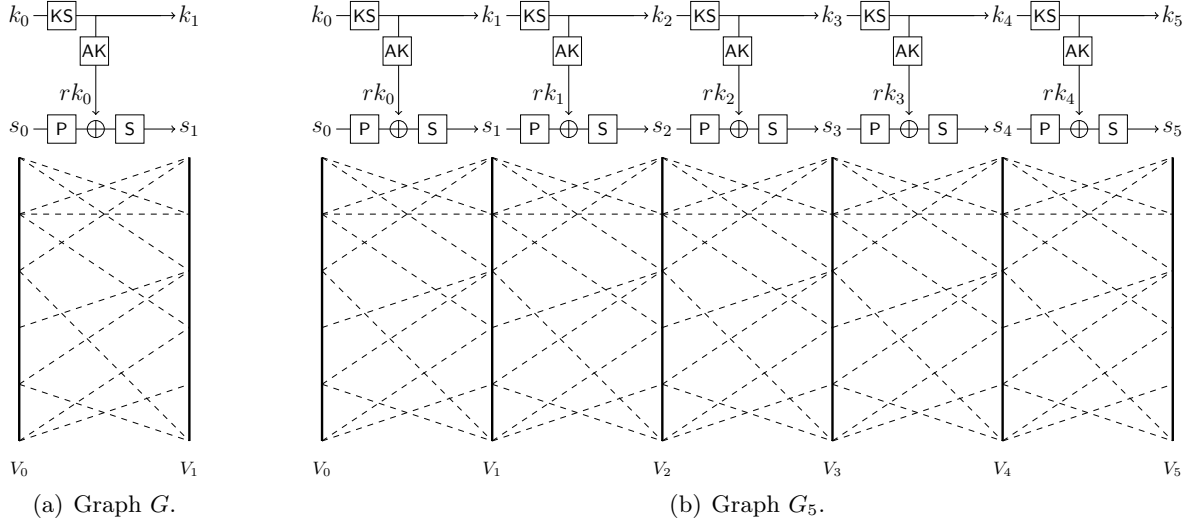 k₀ KS k₁ k₀ KS k₁ KS k₂ KS k₃ KS k₄ KS k₅
AK AK AK AK AK AK
rk₀ rk₀ rk₁ rk₂ rk₃ rk₄
s₀ P S s₁ s₀ P S s₁ P S s₂ P S s₃ P S s₄ P S s₅
V₀ V₁ V₀ V₁ V₂ V₃ V₄ V₅
(a) Graph G. (b) Graph G₅.